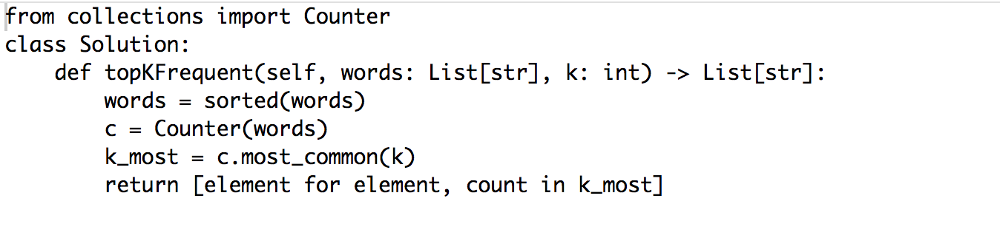 from collections import Counter
class Solution:
    def topKFrequent(self, words: List[str], k: int) -> List[str]:
        words = sorted(words)
        c = Counter(words)
        k_most = c.most_common(k)
        return [element for element, count in k_most]